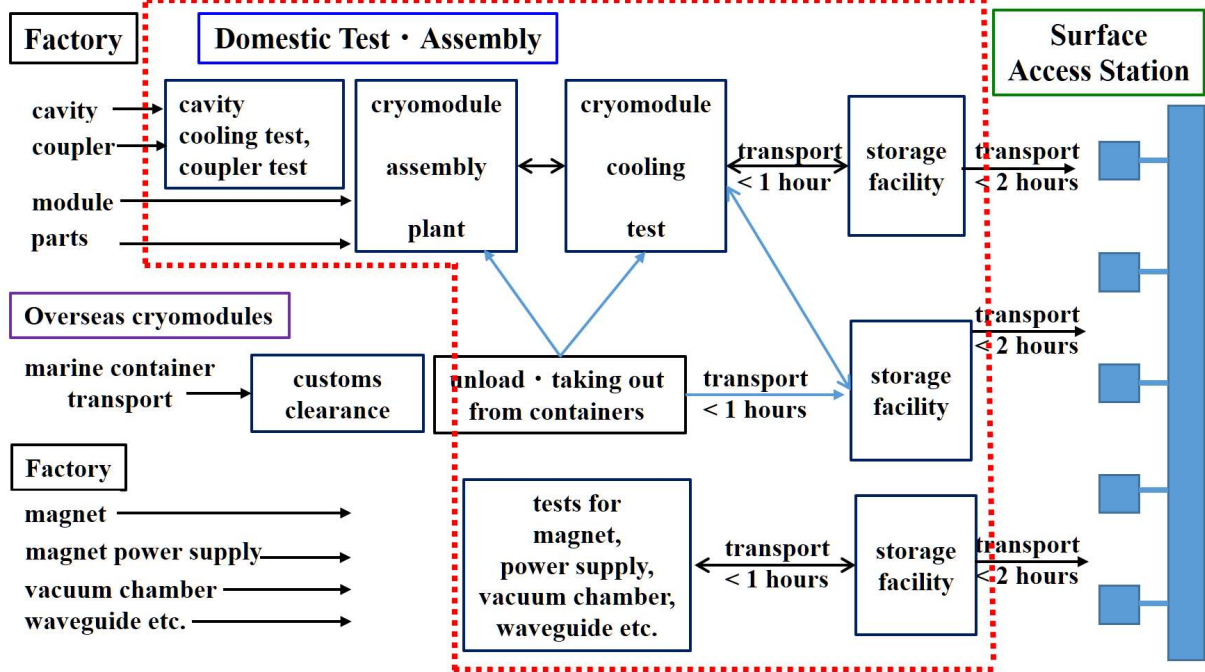 Factory
Domestic Test・Assembly
Surface
Access Station
cavity
coupler
module
parts
cavity
cooling test,
coupler test
cryomodule
assembly
plant
cryomodule
cooling
test
transport
< 1 hour
storage
facility
transport
< 2 hours
Overseas cryomodules
marine container
transport
customs
clearance
unload・taking out
from containers
transport
< 1 hours
storage
facility
transport
< 2 hours
Factory
magnet
magnet power supply
vacuum chamber
waveguide etc.
tests for
magnet,
power supply,
vacuum chamber,
waveguide etc.
transport
< 1 hours
storage
facility
transport
< 2 hours